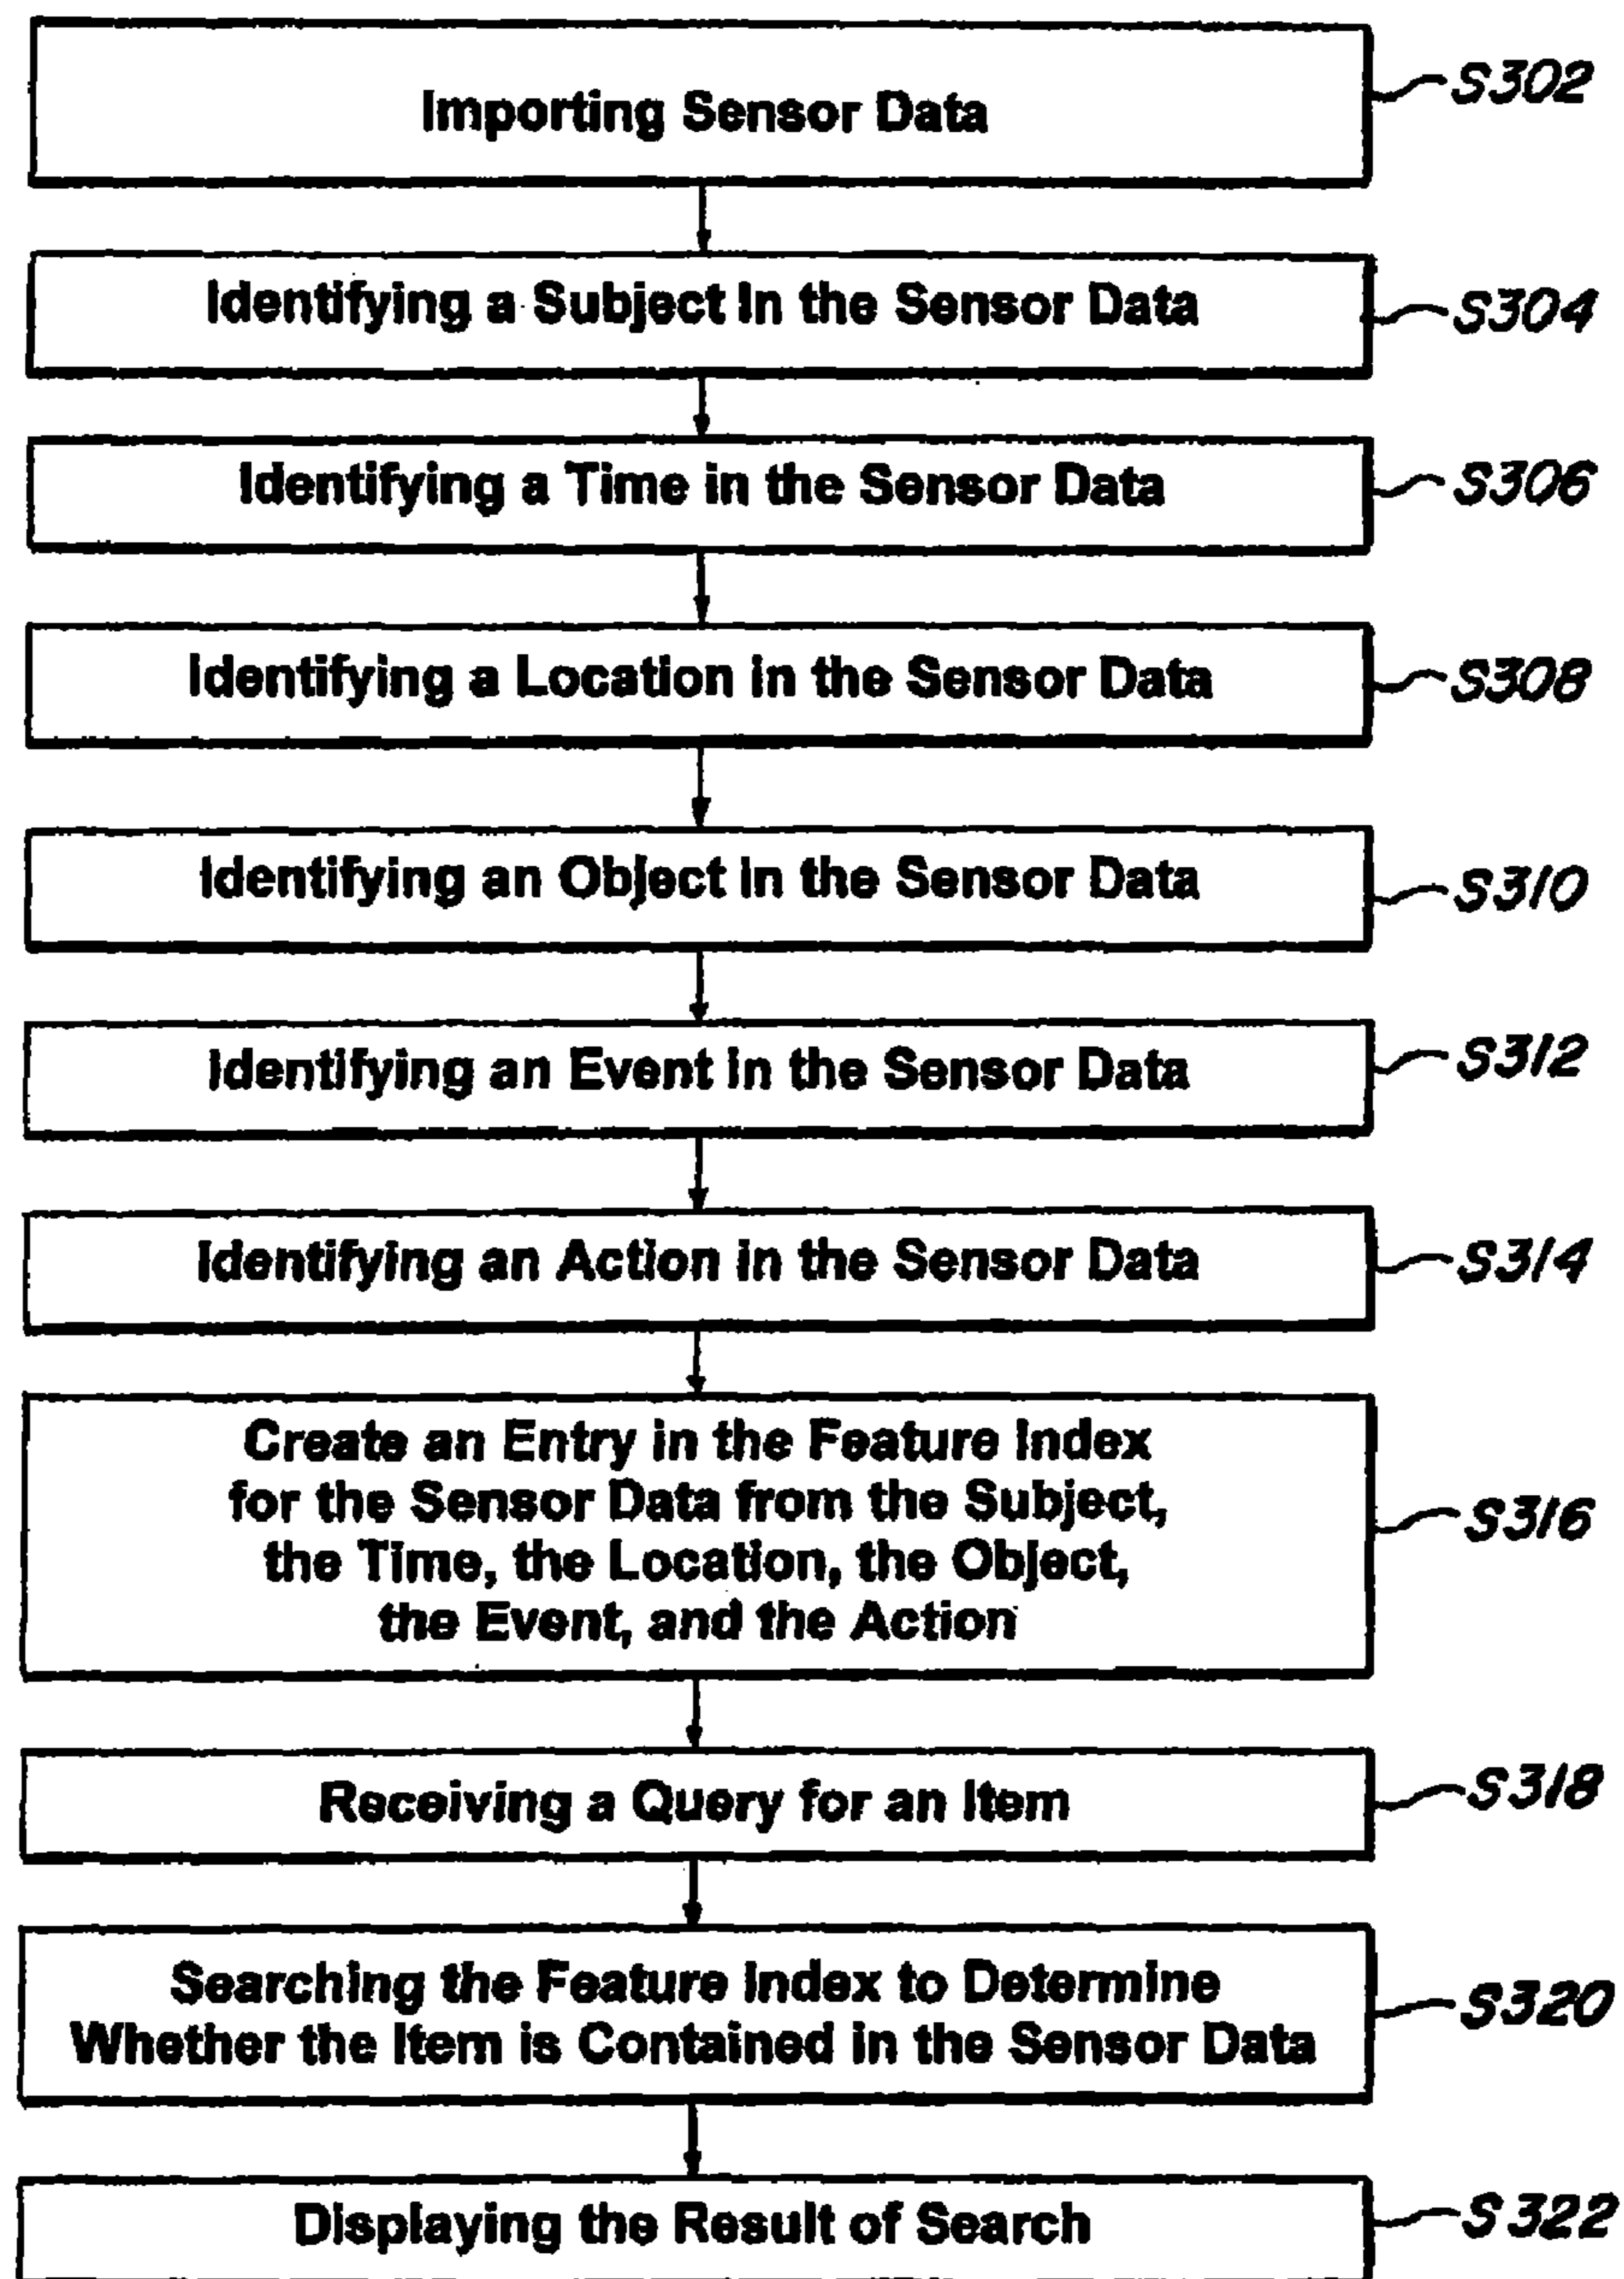 Importing Sensor Data
S302
Identifying a Subject in the Sensor Data
S304
Identifying a Time in the Sensor Data
S306
Identifying a Location in the Sensor Data
S308
Identifying an Object in the Sensor Data
S310
Identifying an Event in the Sensor Data
S312
Identifying an Action in the Sensor Data
S314
Create an Entry in the Feature Index
for the Sensor Data from the Subject,
the Time, the Location, the Object,
the Event, and the Action
S316
Receiving a Query for an Item
S318
Searching the Feature Index to Determine
Whether the Item is Contained in the Sensor Data
S320
Displaying the Result of Search
S322